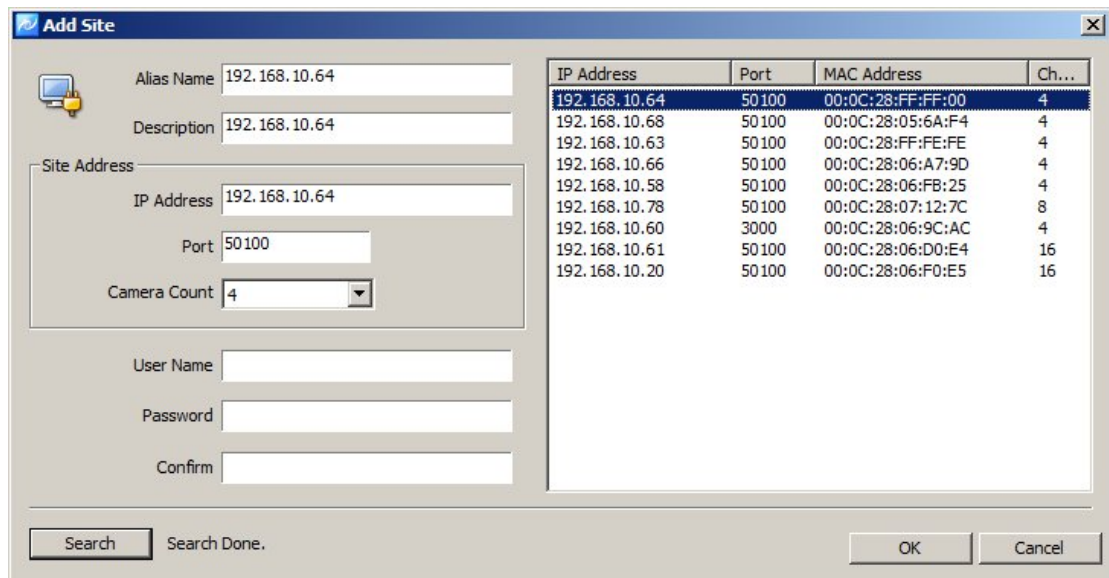 Add Site
Alias Name 192.168.10.64
Description 192.168.10.64
Site Address
IP Address 192.168.10.64
Port 50100
Camera Count 4
User Name
Password
Confirm
IP Address Port MAC Address Ch...
192.168.10.64 50100 00:0C:28:FF:FF:00 4
192.168.10.68 50100 00:0C:28:05:6A:F4 4
192.168.10.63 50100 00:0C:28:FF:FE:FE 4
192.168.10.66 50100 00:0C:28:06:A7:9D 4
192.168.10.58 50100 00:0C:28:06:FB:25 4
192.168.10.78 50100 00:0C:28:07:12:7C 8
192.168.10.60 3000 00:0C:28:06:9C:AC 4
192.168.10.61 50100 00:0C:28:06:D0:E4 16
192.168.10.20 50100 00:0C:28:06:F0:E5 16
Search Search Done.
OK Cancel